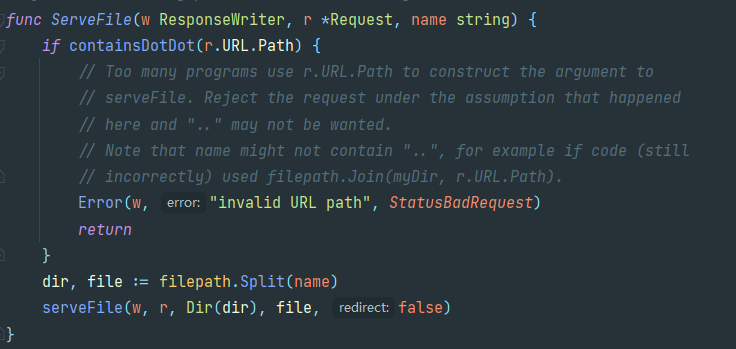 func ServeFile(w ResponseWriter, r *Request, name string) {
if containsDotDot(r.URL.Path) {
// Too many programs use r.URL.Path to construct the argument to
// serveFile. Reject the request under the assumption that happened
// here and ".." may not be wanted.
// Note that name might not contain "..", for example if code (still
// incorrectly) used filepath.Join(myDir, r.URL.Path).
Error(w, error: "invalid URL path", StatusBadRequest)
return
}
dir, file := filepath.Split(name)
serveFile(w, r, Dir(dir), file, redirect: false)
}